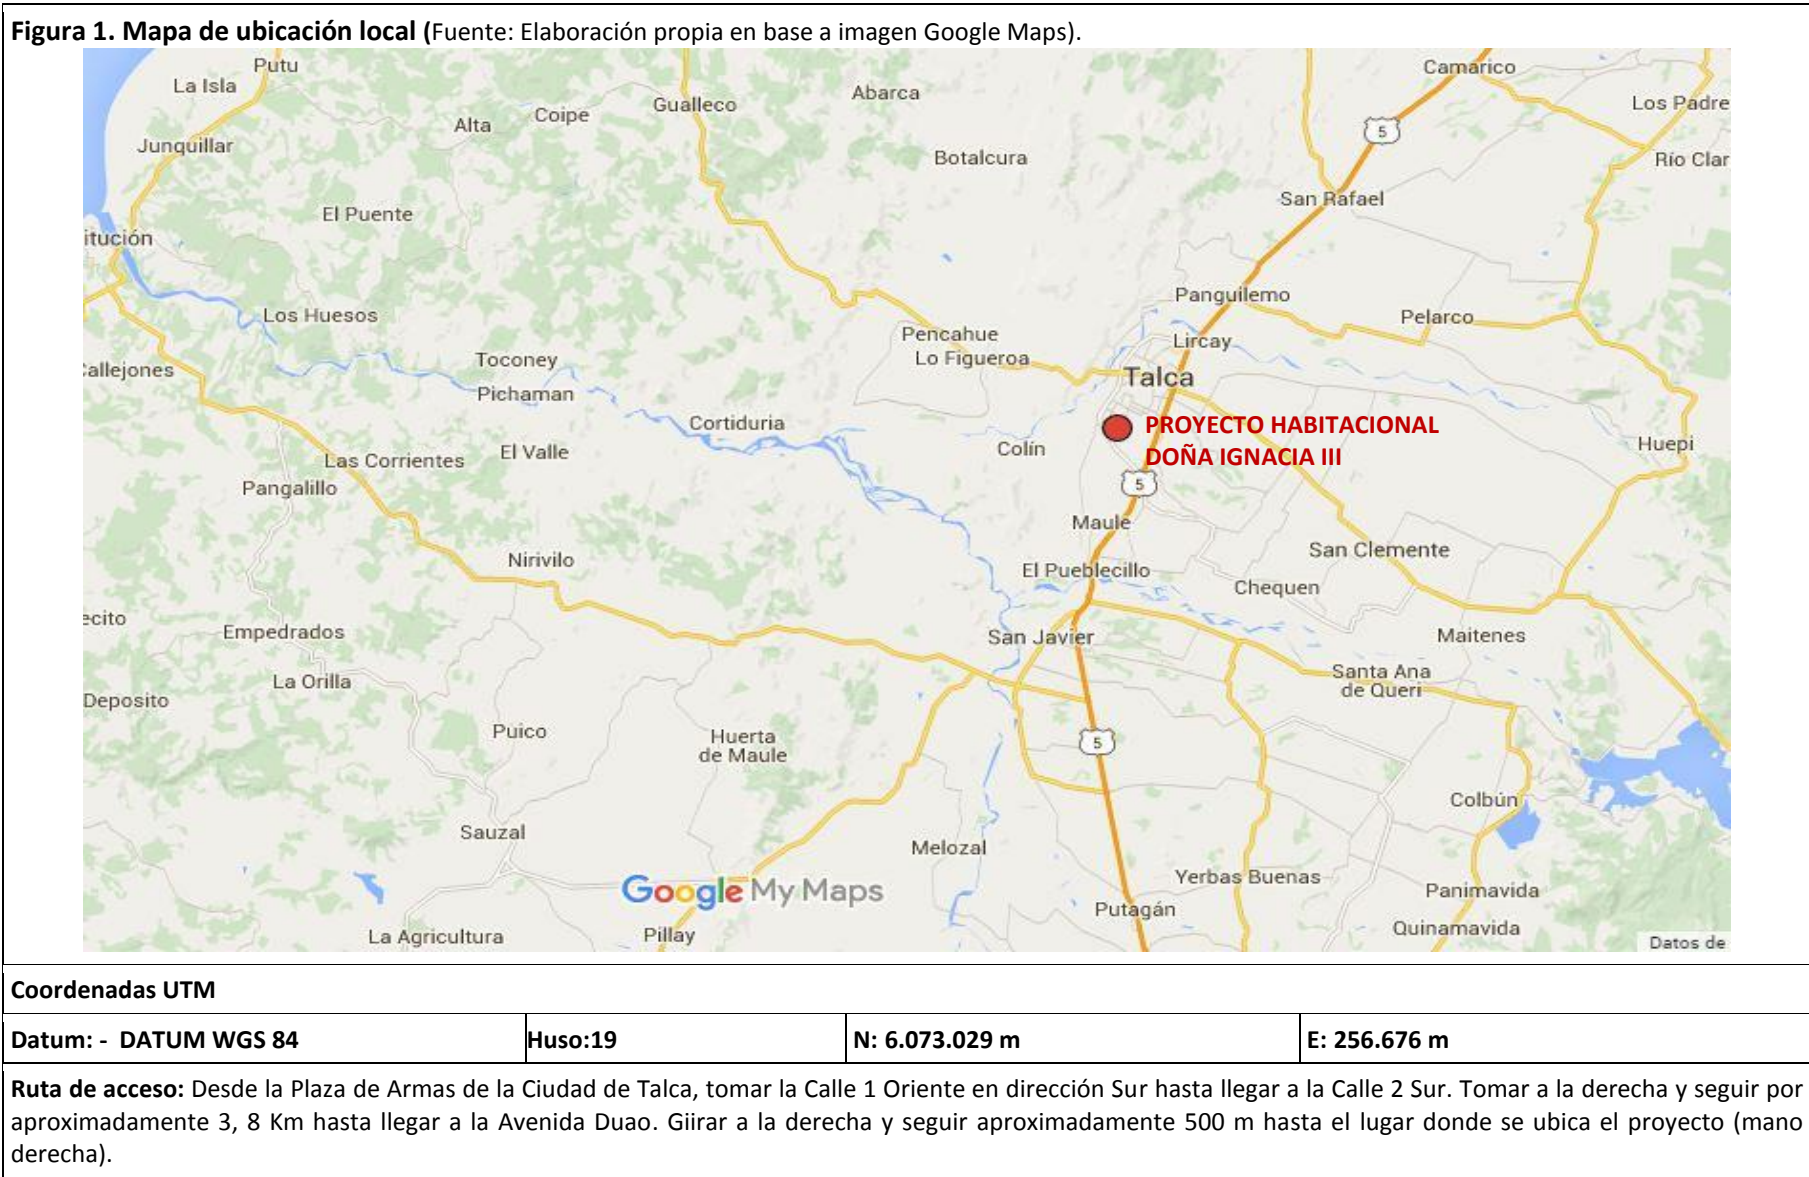 Figura 1. Mapa de ubicación local (Fuente: Elaboración propia en base a imagen Google Maps).
Putu
Camarico
La Isla
Abarca
Gualleco
Los Padre
Coipe
Alta
5
Junquillar
Botalcura
Río Clar
San Rafael
El Puente
itución
Panguilemo
Los Huesos
Pelarco
Pencahue
Lircay
Lo Figueroa
Toconey
Callejones
Talca
Pichaman
Cortiduria
PROYECTO HABITACIONAL
DOÑA IGNACIA III
Colín
Huepi
El Valle
Las Corrientes
Pangalillo
5
Maule
San Clemente
Nirivilo
El Pueblecillo
Chequen
ecito
Empedrados
San Javier
Maitenes
Santa Ana
de Queri
La Orilla
Deposito
Puico
Huerta
de Maule
5
Colbún
Sauzal
Melozal
Yerbas Buenas
Google My Maps
Panimavida
Putagán
Quinamavida
La Agricultura
Pillay
Datos de
Coordenadas UTM
Datum: - DATUM WGS 84 Huso:19 N: 6.073.029 m E: 256.676 m
Ruta de acceso: Desde la Plaza de Armas de la Ciudad de Talca, tomar la Calle 1 Oriente en dirección Sur hasta llegar a la Calle 2 Sur. Tomar a la derecha y seguir por
aproximadamente 3, 8 Km hasta llegar a la Avenida Duao. Giirar a la derecha y seguir aproximadamente 500 m hasta el lugar donde se ubica el proyecto (mano
derecha).